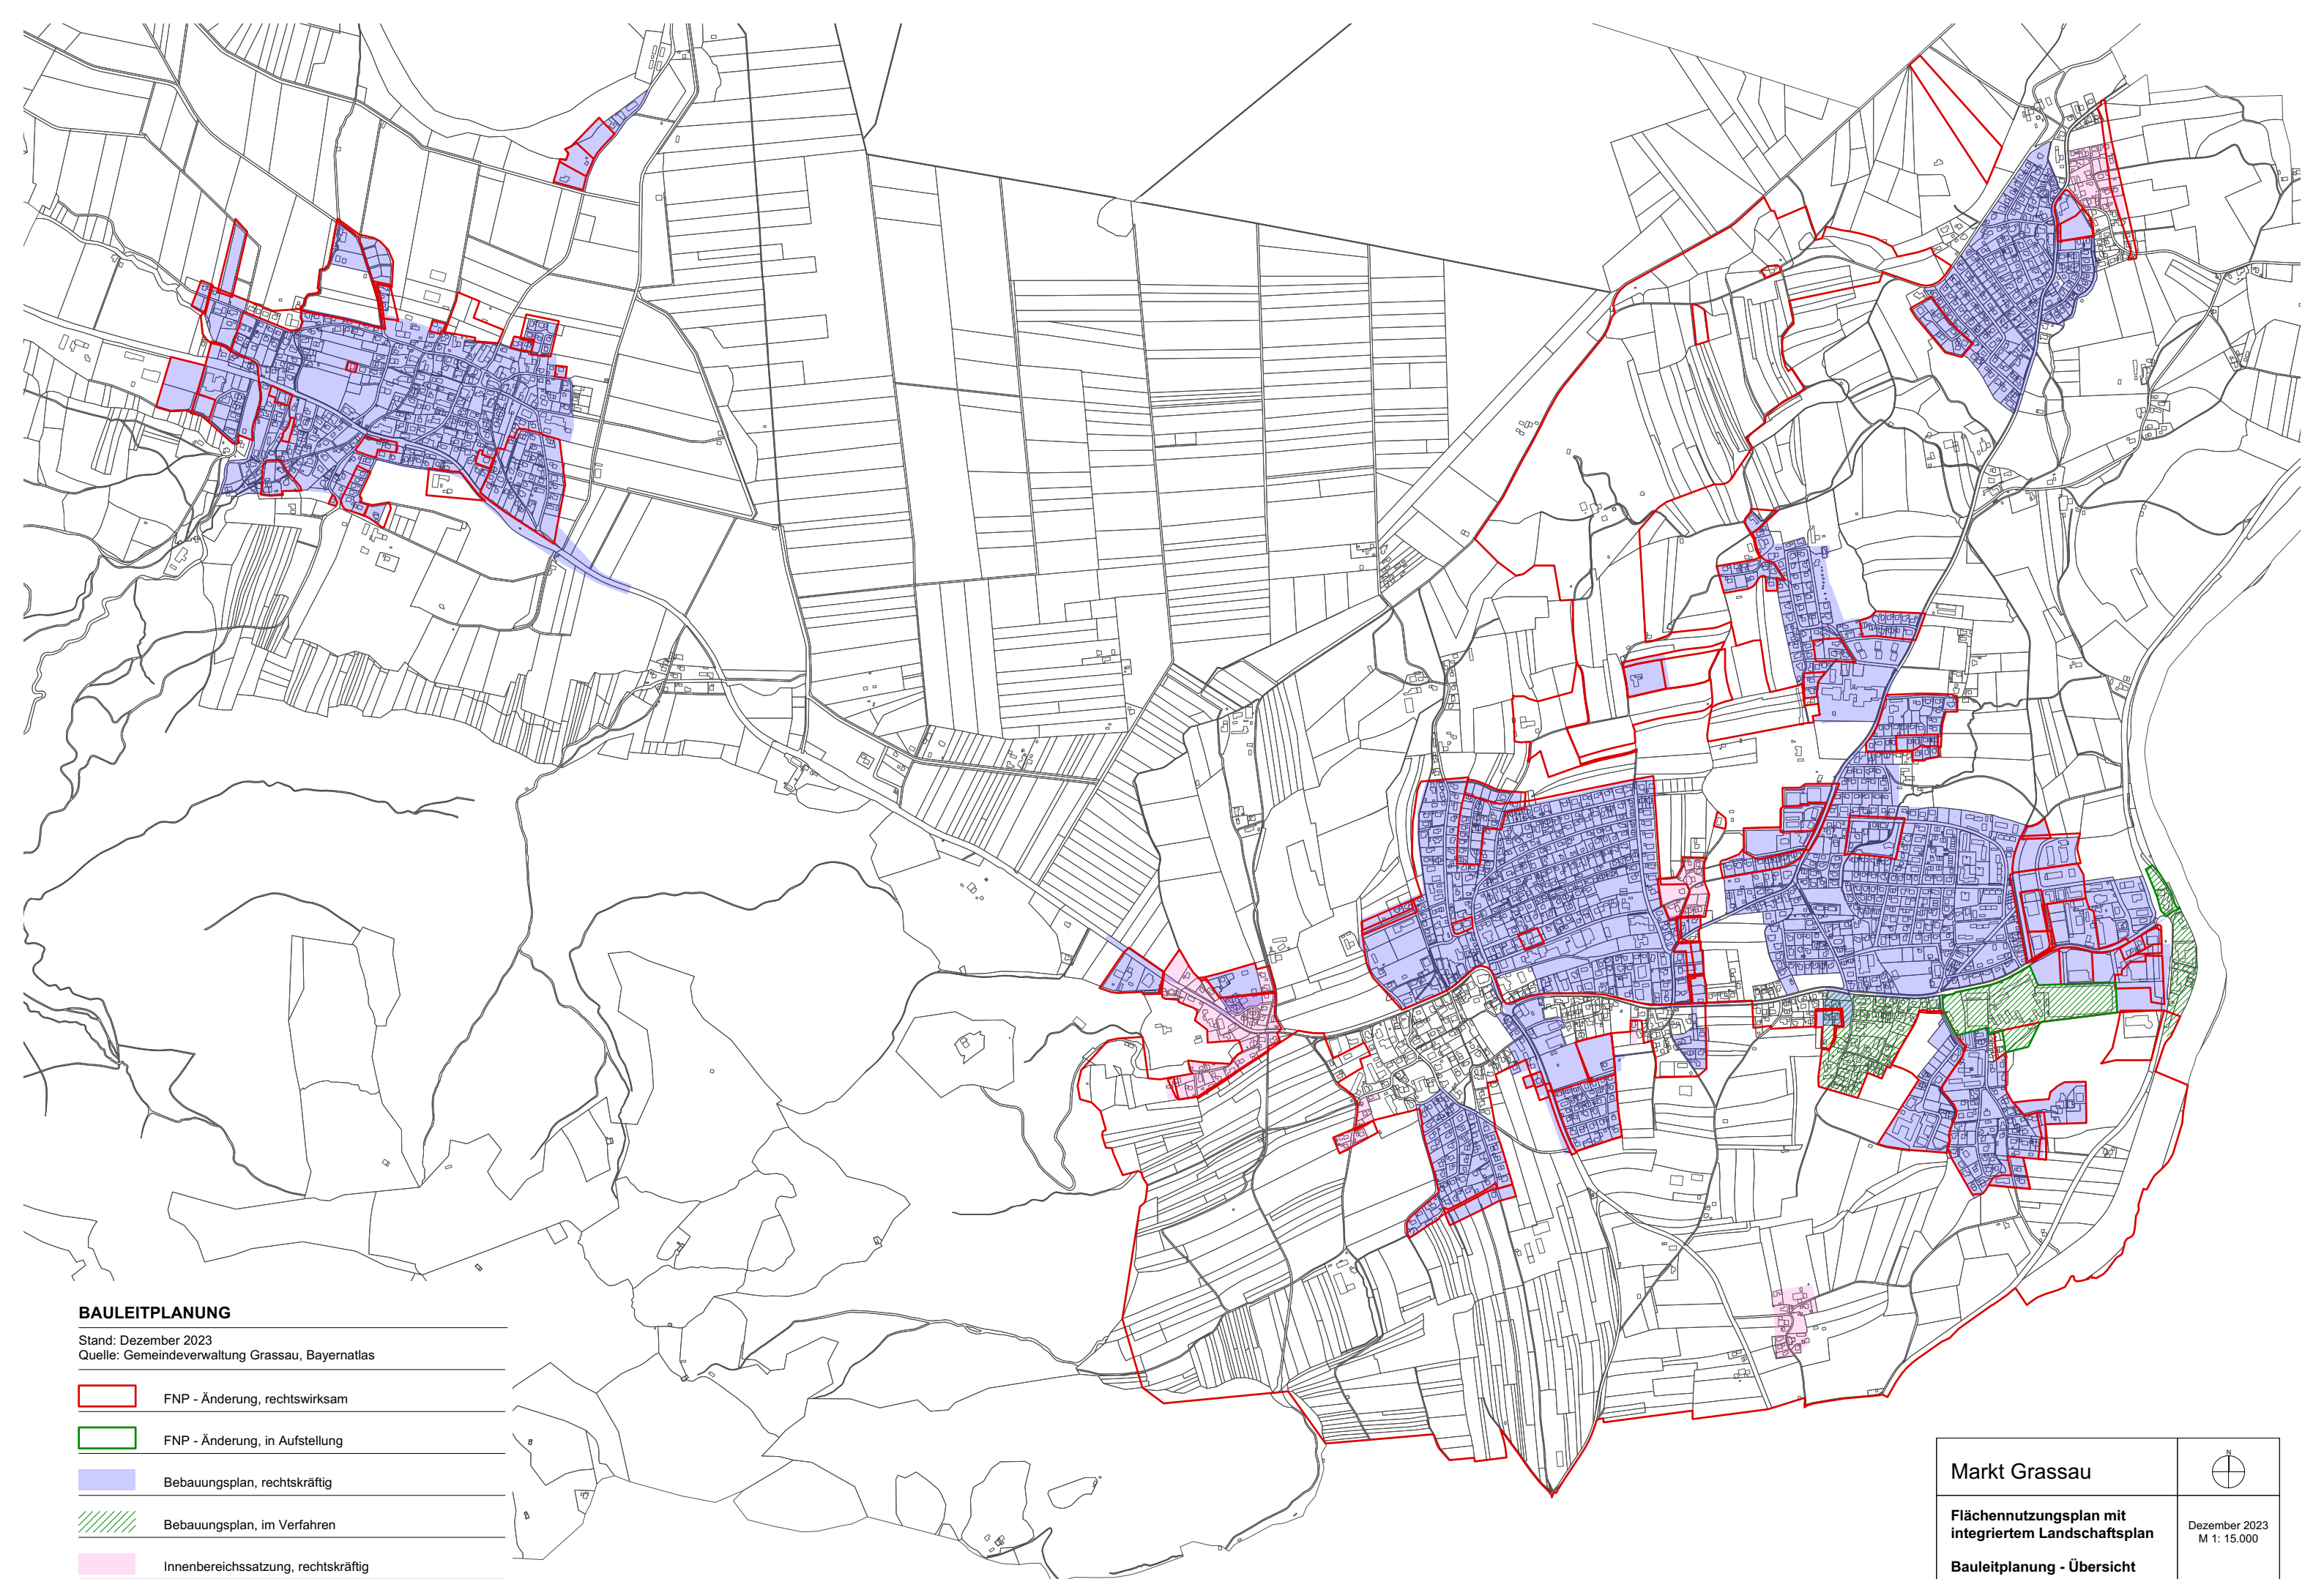 BAULEITPLANUNG
Stand: Dezember 2023
Quelle: Gemeindeverwaltung Grassau, Bayernatlas
FNP - Änderung, rechtswirksam
FNP - Änderung, in Aufstellung
Bebauungsplan, rechtskräftig
Bebauungsplan, im Verfahren
Innenbereichssatzung, rechtskräftig
Markt Grassau
N
Flächennutzungsplan mit
integriertem Landschaftsplan
Bauleitplanung - Übersicht
Dezember 2023
M 1: 15.000